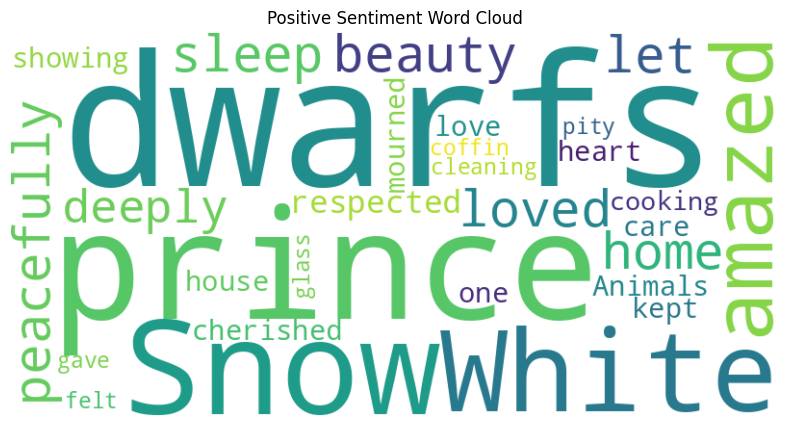 Positive Sentiment Word Cloud
showing
sleep
beauty
let
amazed
dwarfs
mourned
love
pity
coffin
heart
cleaning
peacefully
deeply
respected
loved
cooking
care
home
prince
house
glass
one
Animals
kept
cherished
Snow
White
gave
felt